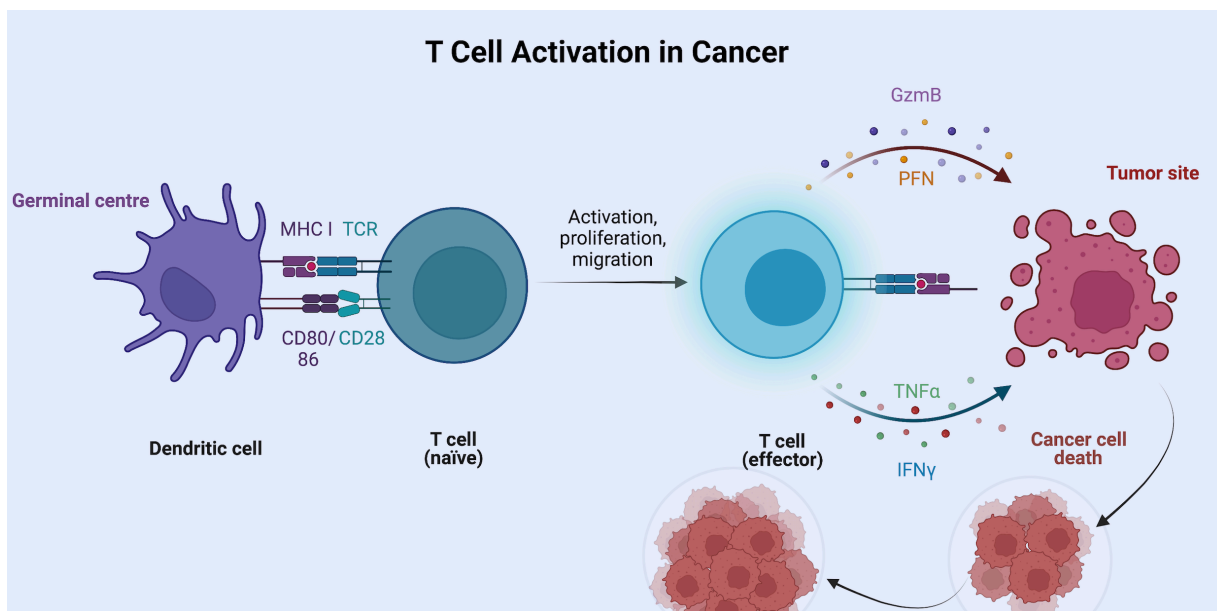 T Cell Activation in Cancer
GzmB
PFN
Tumor site
Germinal centre
MHC I
TCR
Activation,
proliferation,
migration
CD80/
86
CD28
TNFα
IFNγ
Dendritic cell
T cell
(naïve)
T cell
(effector)
Cancer cell
death